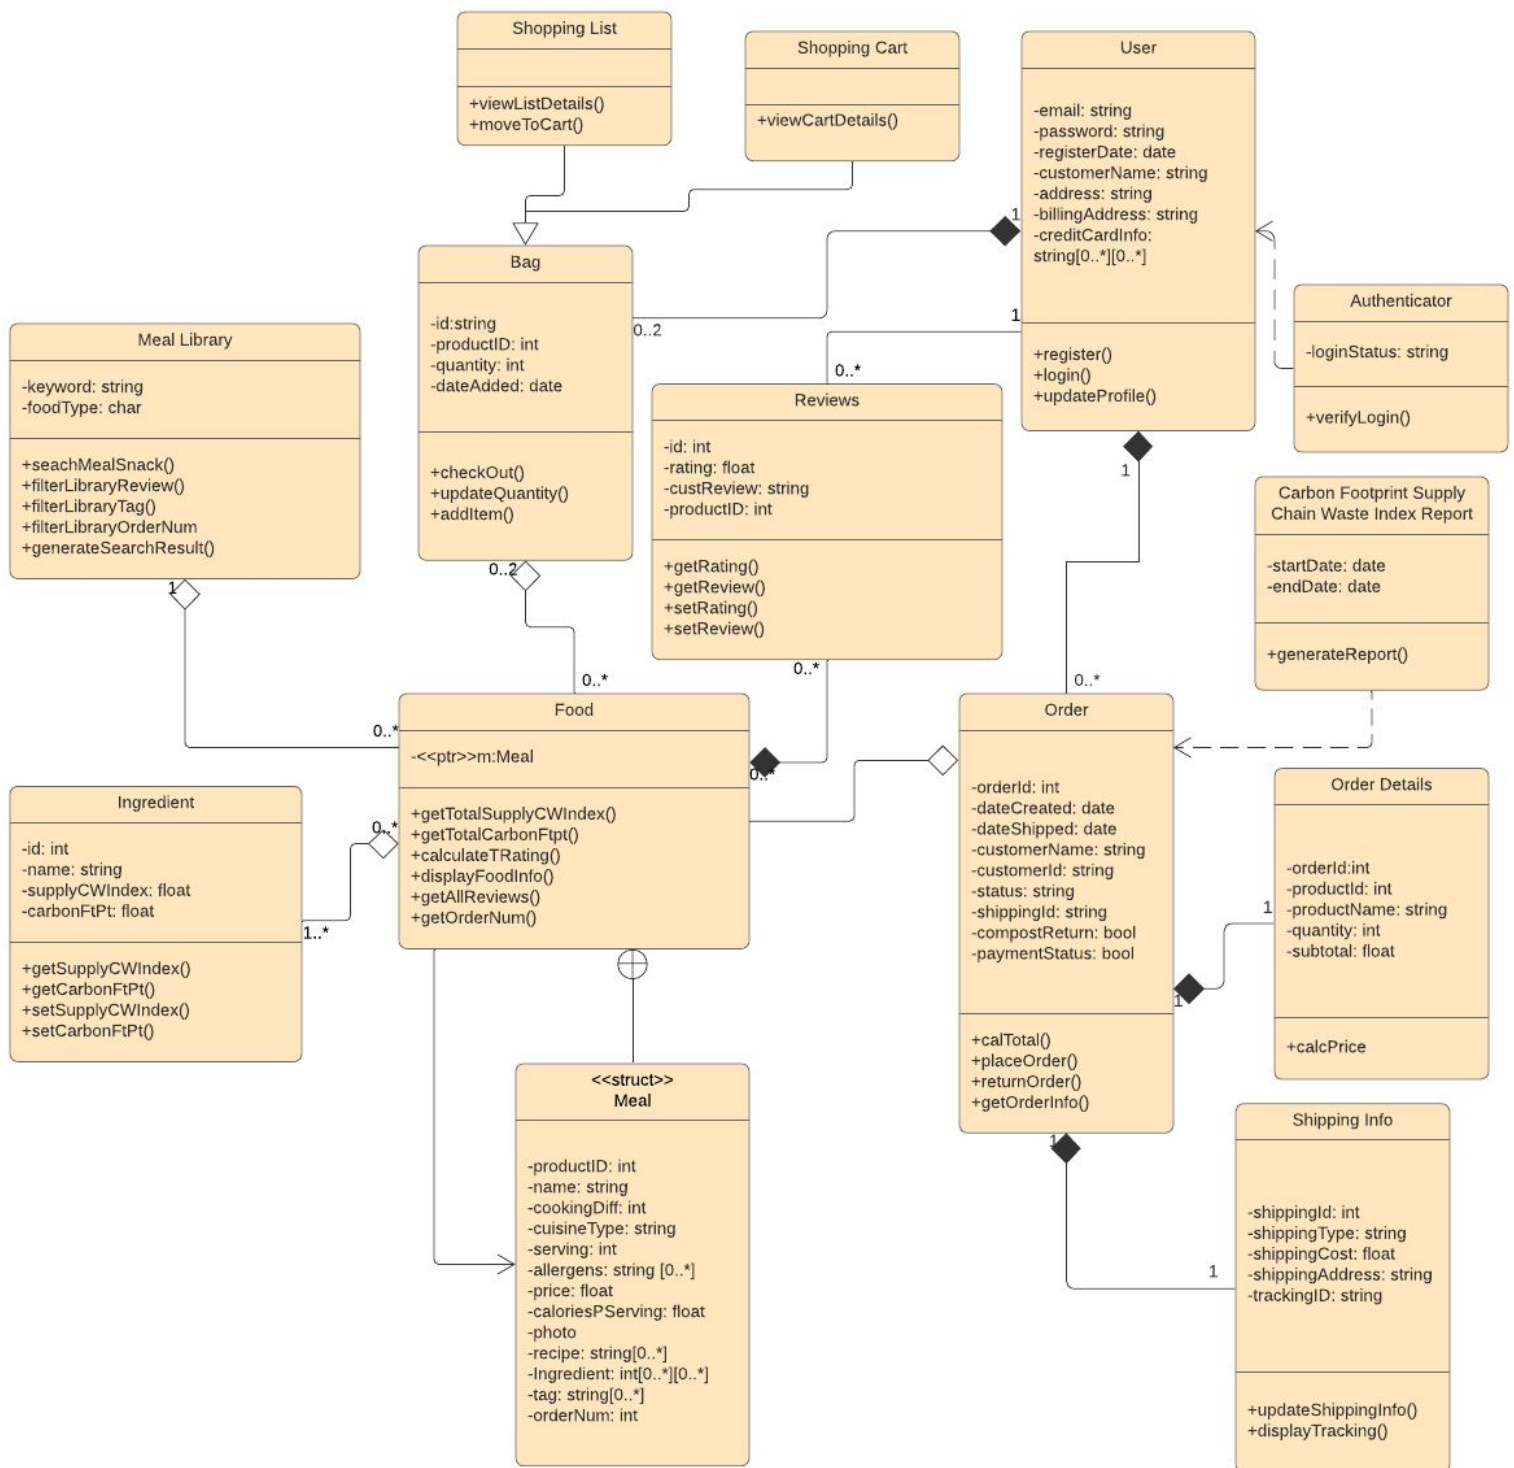 Shopping List
+viewListDetails()
+moveToCart()
Shopping Cart
+viewCartDetails()
User
-email: string
-password: string
-registerDate: date
-customerName: string
-address: string
-billingAddress: string
-creditCardInfo:
string[0..*][0..*]
+register()
+login()
+updateProfile()
1
1
1
Authenticator
-loginStatus: string
+verifyLogin()
Bag
-id:string
-productID: int
-quantity: int
-dateAdded: date
+checkOut()
+updateQuantity()
+addItem()
0..2
0..2
Meal Library
-keyword: string
-foodType: char
+seachMealSnack()
+filterLibraryReview()
+filterLibraryTag()
+filterLibraryOrderNum
+generateSearchResult()
1
0..*
Reviews
-id: int
-rating: float
-custReview: string
-productID: int
+getRating()
+getReview()
+setRating()
+setReview()
0..*
Carbon Footprint Supply
Chain Waste Index Report
-startDate: date
-endDate: date
+generateReport()
0..*
0..*
Food
-<<ptr>>m:Meal
+getTotalSupplyCWIndex()
+getTotalCarbonFtpt()
+calculateTRating()
+displayFoodInfo()
+getAllReviews()
+getOrderNum()
0..*
0..*
0..*
Ingredient
-id: int
-name: string
-supplyCWIndex: float
-carbonFtPt: float
+getSupplyCWIndex()
+getCarbonFtPt()
+setSupplyCWIndex()
+setCarbonFtPt()
1..*
Order
-orderId: int
-dateCreated: date
-dateShipped: date
-customerName: string
-customerId: string
-status: string
-shippingId: string
-compostReturn: bool
-paymentStatus: bool
+calTotal()
+placeOrder()
+returnOrder()
+getOrderInfo()
1
1
Order Details
-orderId:int
-productId: int
-productName: string
-quantity: int
-subtotal: float
+calcPrice
1
<<struct>>
Meal
-productID: int
-name: string
-cookingDiff: int
-cuisineType: string
-serving: int
-allergens: string [0..*]
-price: float
-caloriesPServing: float
-photo
-recipe: string[0..*]
-Ingredient: int[0..*][0..*]
-tag: string[0..*]
-orderNum: int
Shipping Info
-shippingId: int
-shippingType: string
-shippingCost: float
-shippingAddress: string
-trackingID: string
+updateShippingInfo()
+displayTracking()
1